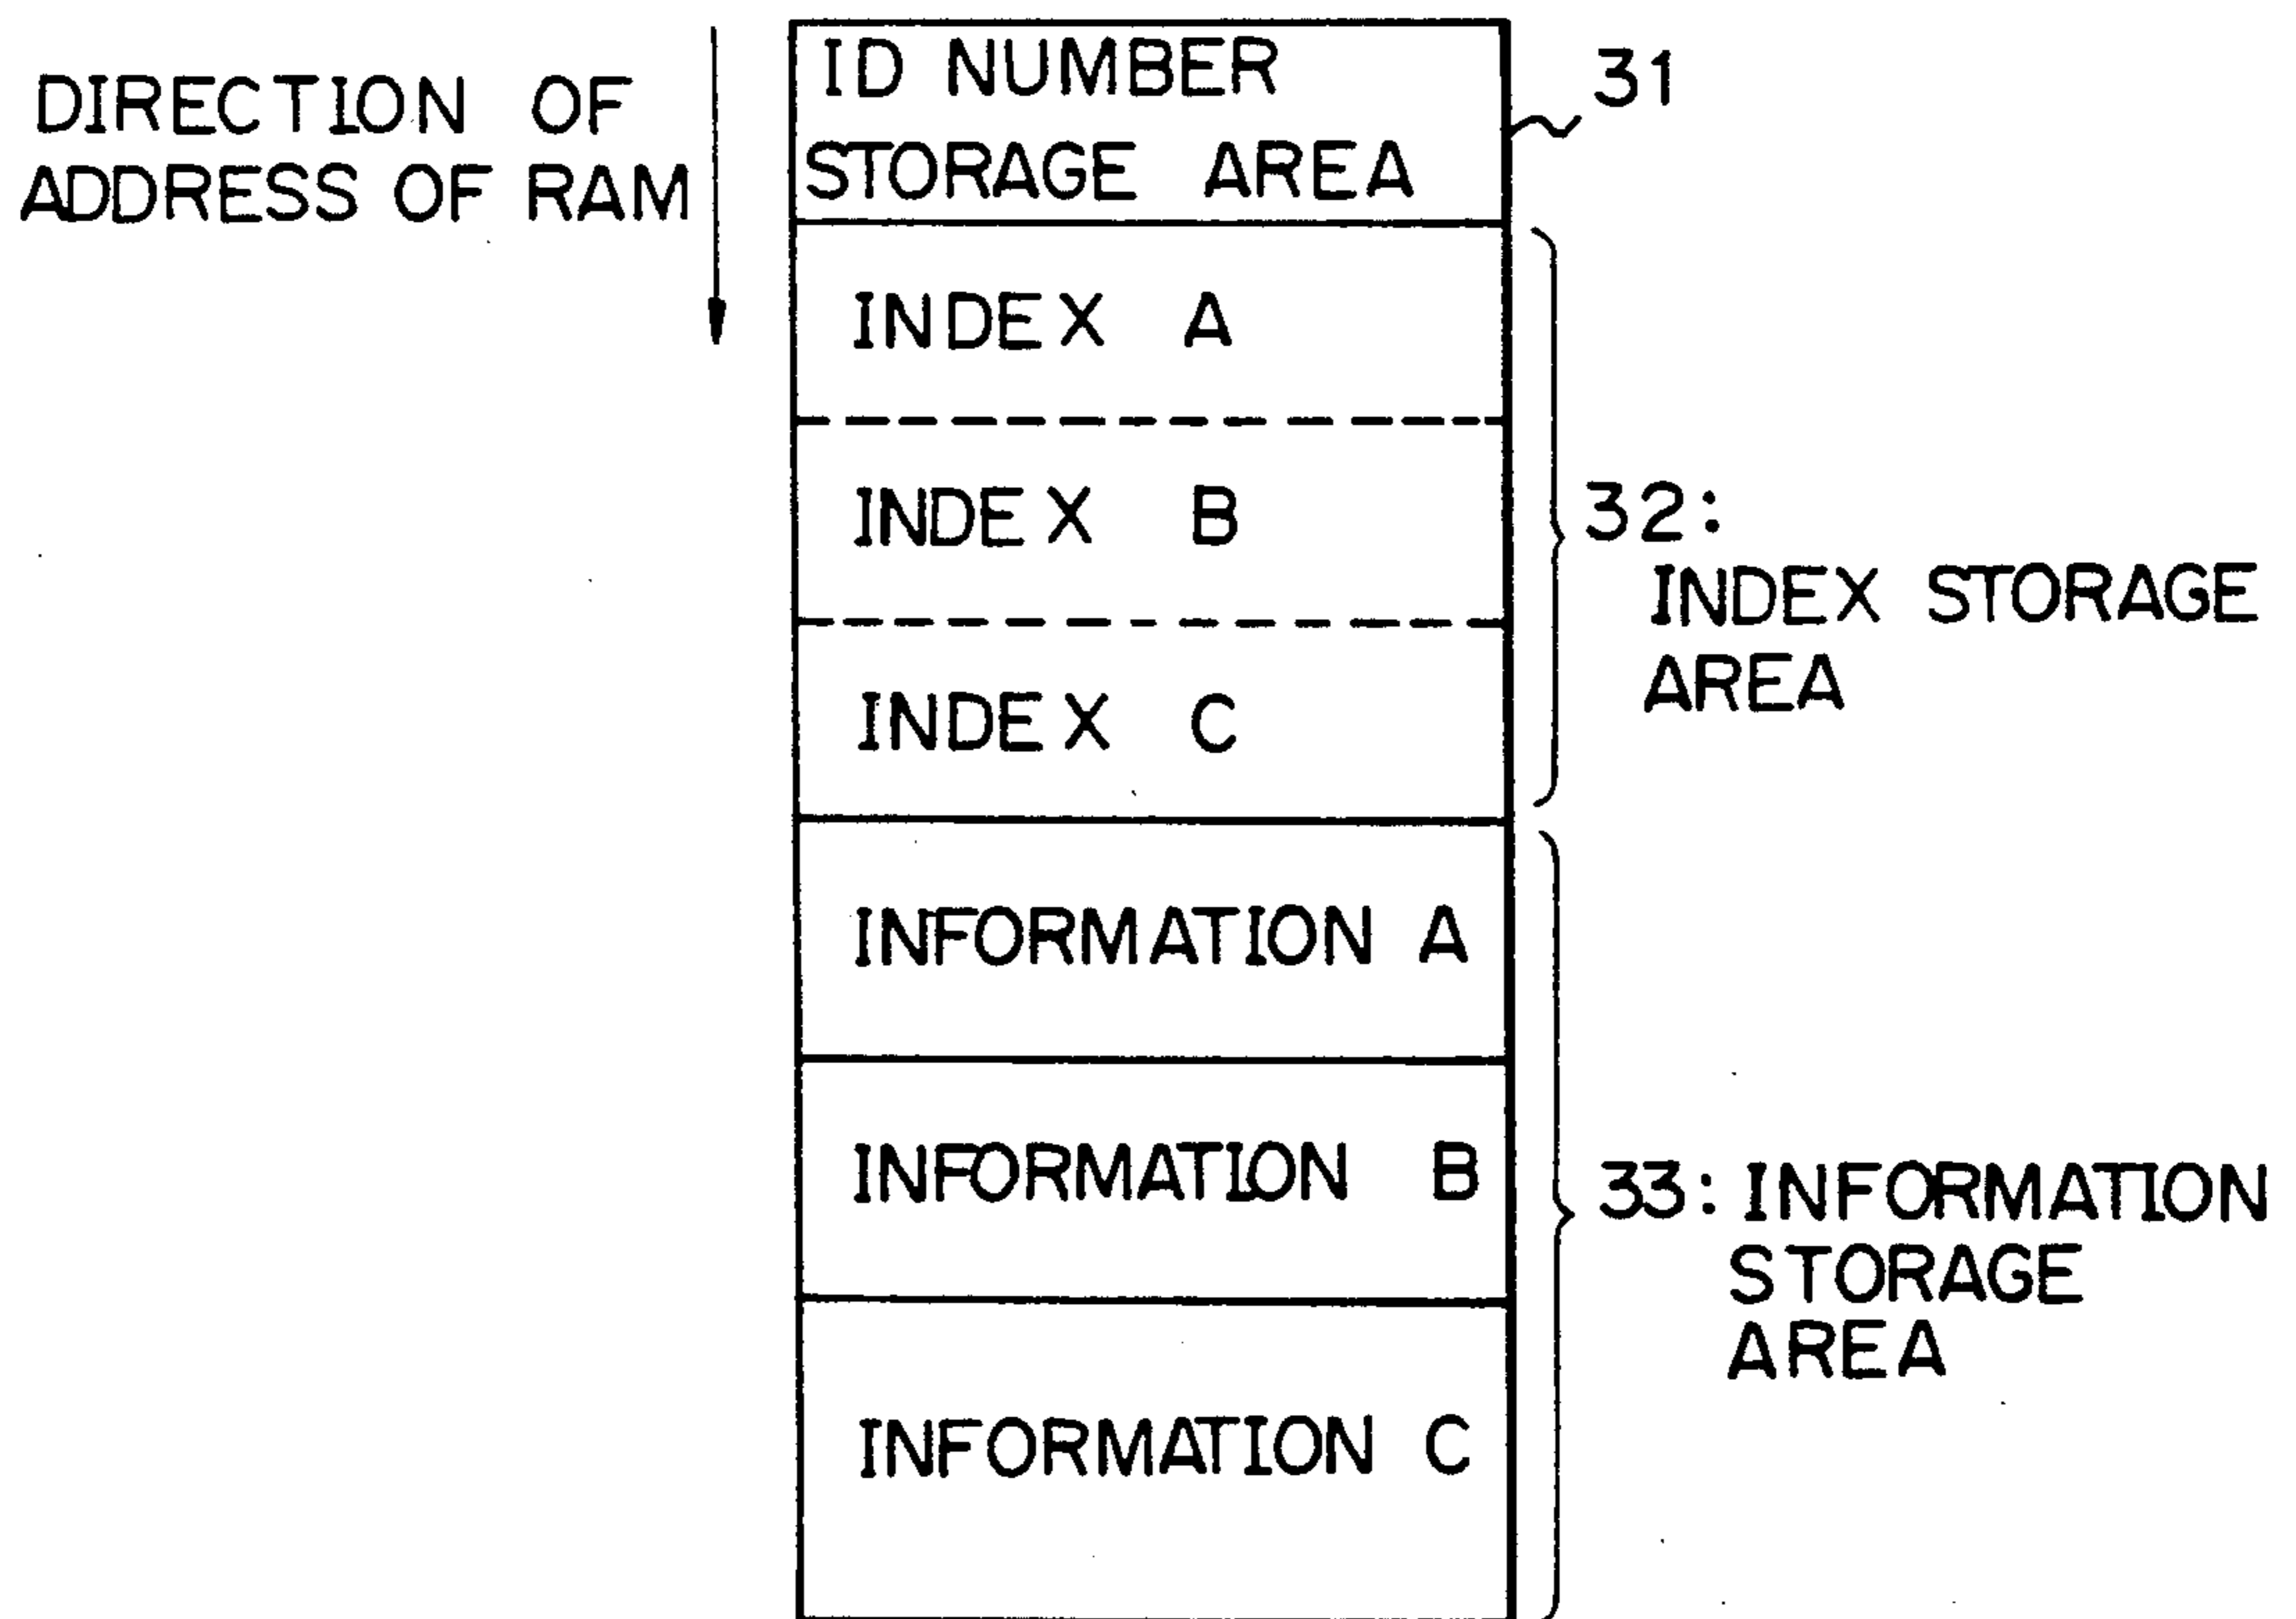 DIRECTION OF
ADDRESS OF RAM
ID NUMBER
STORAGE AREA
31
INDEX A
INDEX B
INDEX C
32:
INDEX STORAGE
AREA
INFORMATION A
INFORMATION B
INFORMATION C
33: INFORMATION
STORAGE
AREA